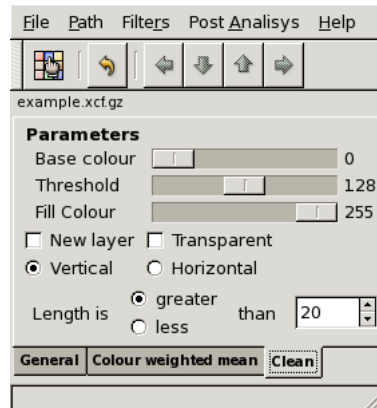 File Path Filters Post Analisys Help
example.xcf.gz
Parameters
Base colour 0
Threshold 128
Fill Colour 255
New layer Transparent
Vertical Horizontal
greater
Length is than 20
less
General Colour weighted mean Clean